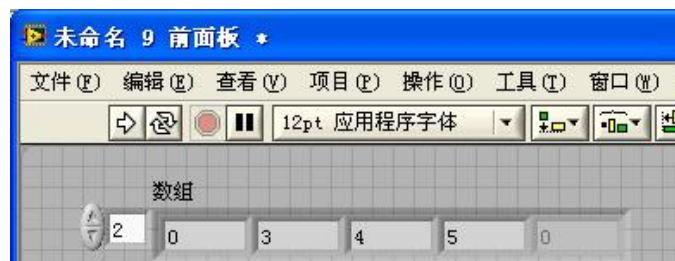 未命名 9 前面板 *
文件(F) 编辑(E) 查看(V) 项目(P) 操作(O) 工具(T) 窗口(W)
12pt 应用程序字体
数组
2 0 3 4 5 0